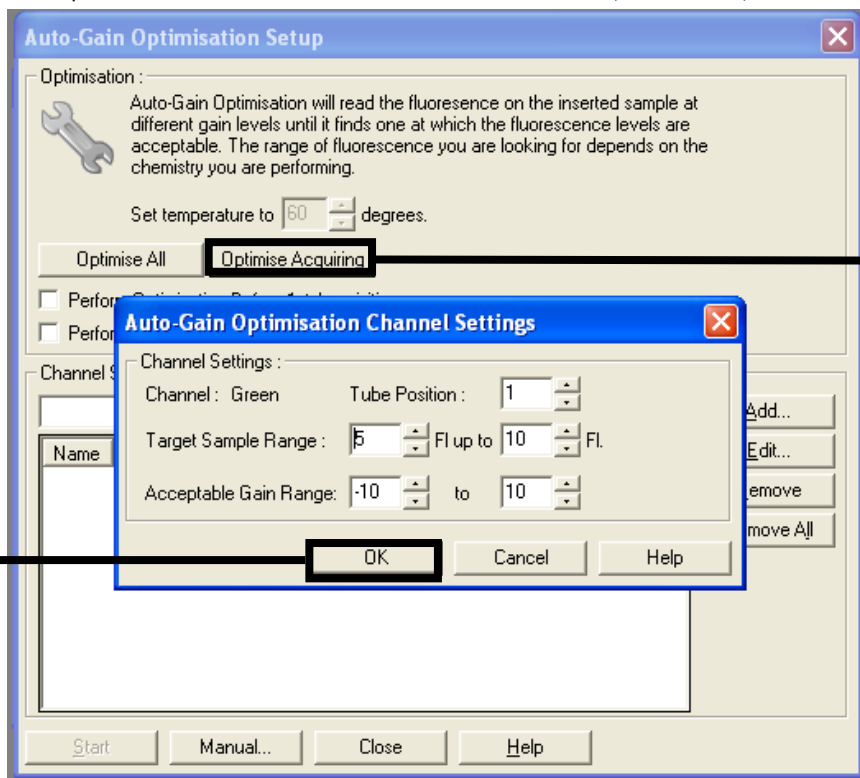 Auto-Gain Optimisation Setup
Optimisation :
Auto-Gain Optimisation will read the fluoresence on the inserted sample at
different gain levels until it finds one at which the fluorescence levels are
acceptable. The range of fluorescence you are looking for depends on the
chemistry you are performing.
Set temperature to 60 degrees.
Optimise All Optimise Acquiring
Perfor
Perfor
Auto-Gain Optimisation Channel Settings
Channel Settings :
Channel : Green Tube Position : 1
Target Sample Range : 5 Fl up to 10 Fl.
Acceptable Gain Range: -10 to 10
OK Cancel Help
Channel S
Name
Add...
Edit...
emove
move All
Start Manual... Close Help